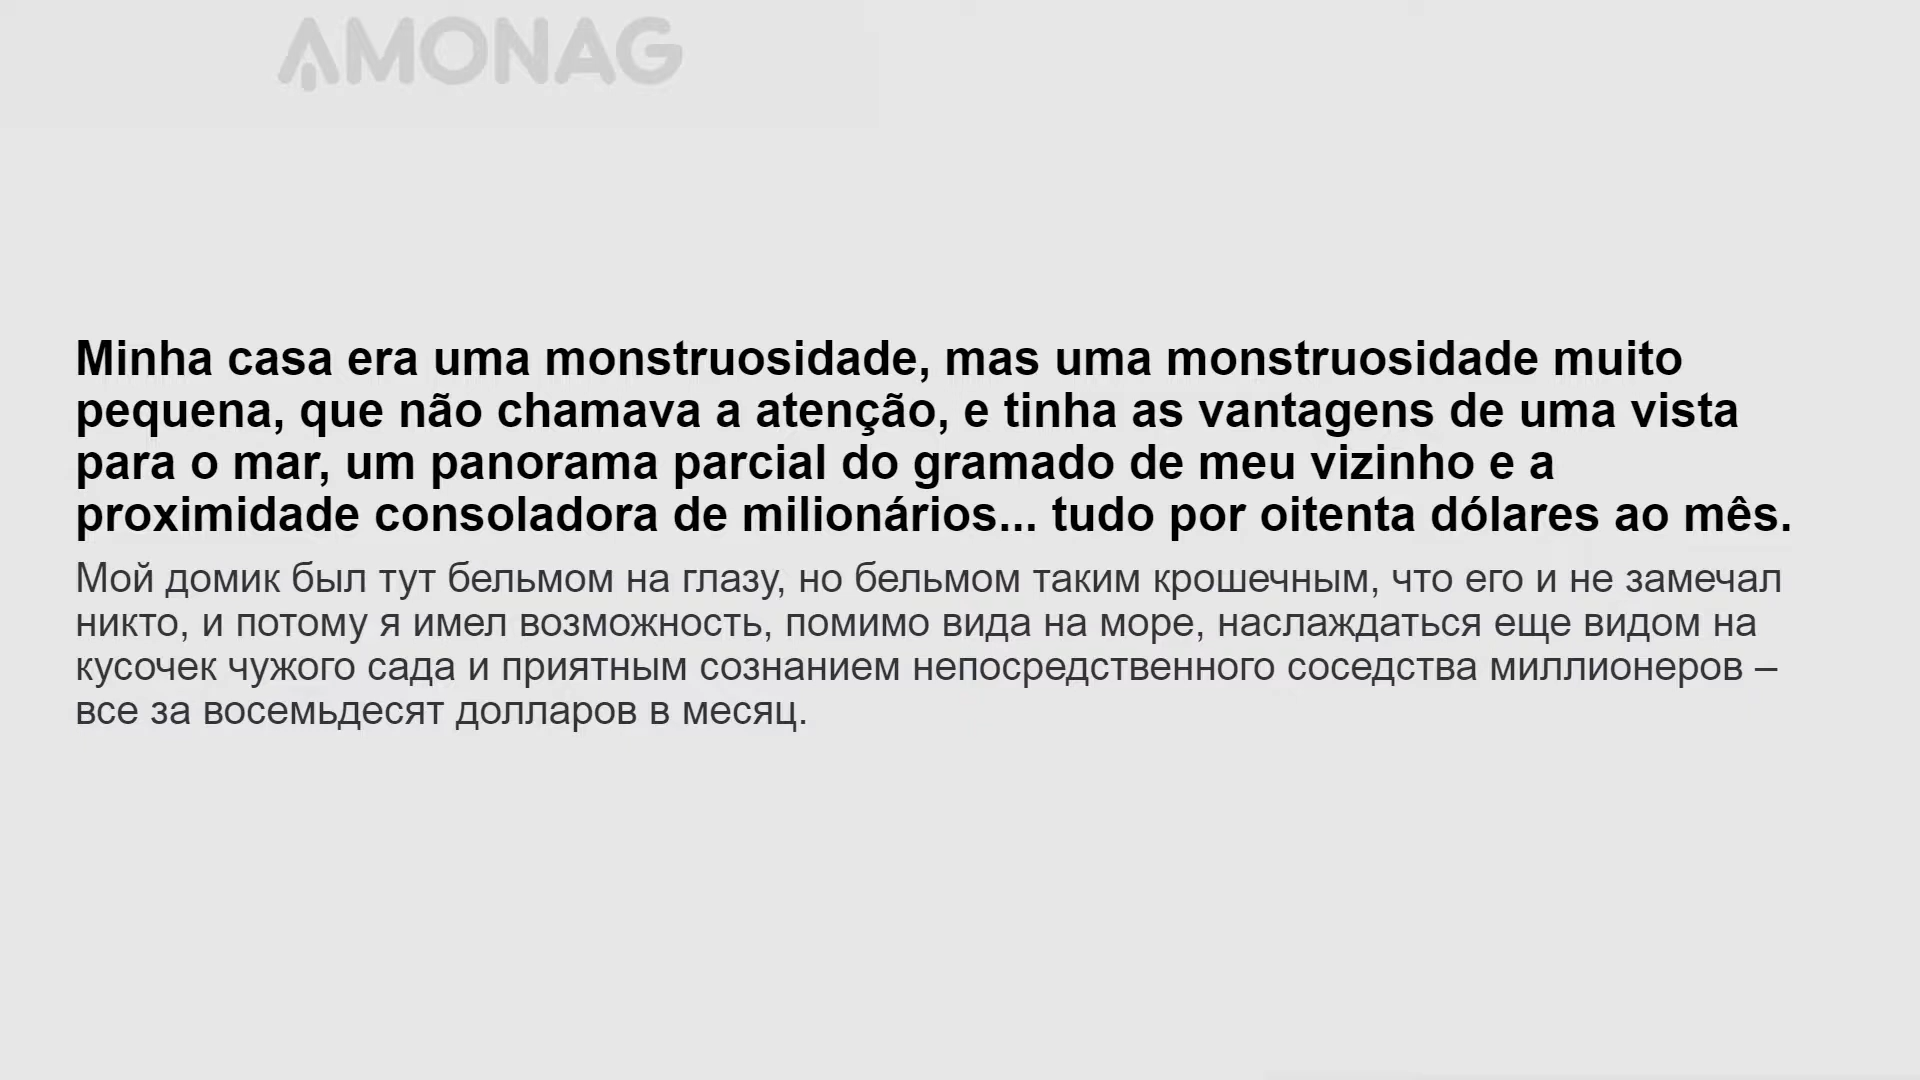 AMONAG
Minha casa era uma monstruosidade, mas uma monstruosidade muito
pequena, que não chamava a atenção, e tinha as vantagens de uma vista
para o mar, um panorama parcial do gramado de meu vizinho e a
proximidade consoladora de milionários... tudo por oitenta dólares ao mês.
Мой домик был тут бельмом на глазу, но бельмом таким крошечным, что его и не замечал
никто, и потому я имел возможность, помимо вида на море, наслаждаться еще видом на
кусочек чужого сада и приятным сознанием непосредственного соседства миллионеров –
все за восемьдесят долларов в месяц.